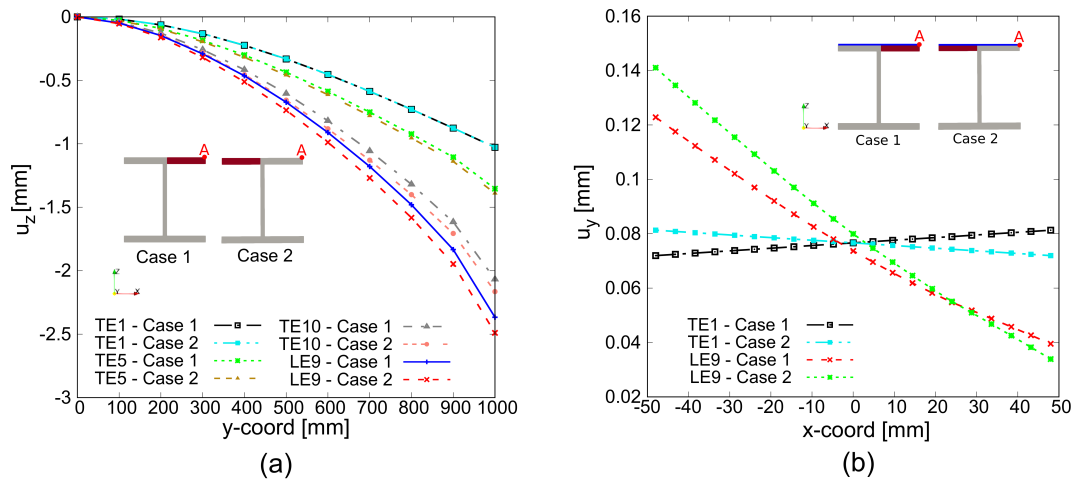 0
-0.5
-1
-1.5
-2
-2.5
-3
u_z [mm]
A
A
Case 1
Case 2
Z
Y
X
TE1 - Case 1
TE1 - Case 2
TE5 - Case 1
TE5 - Case 2
TE10 - Case 1
TE10 - Case 2
LE9 - Case 1
LE9 - Case 2
0 100 200 300 400 500 600 700 800 900 1000
y-coord [mm]
(a)
0.16
0.14
0.12
0.1
0.08
0.06
0.04
0.02
u_y [mm]
A
A
Z
Y
X
Case 1
Case 2
TE1 - Case 1
TE1 - Case 2
LE9 - Case 1
LE9 - Case 2
-50 -40 -30 -20 -10 0 10 20 30 40 50
x-coord [mm]
(b)